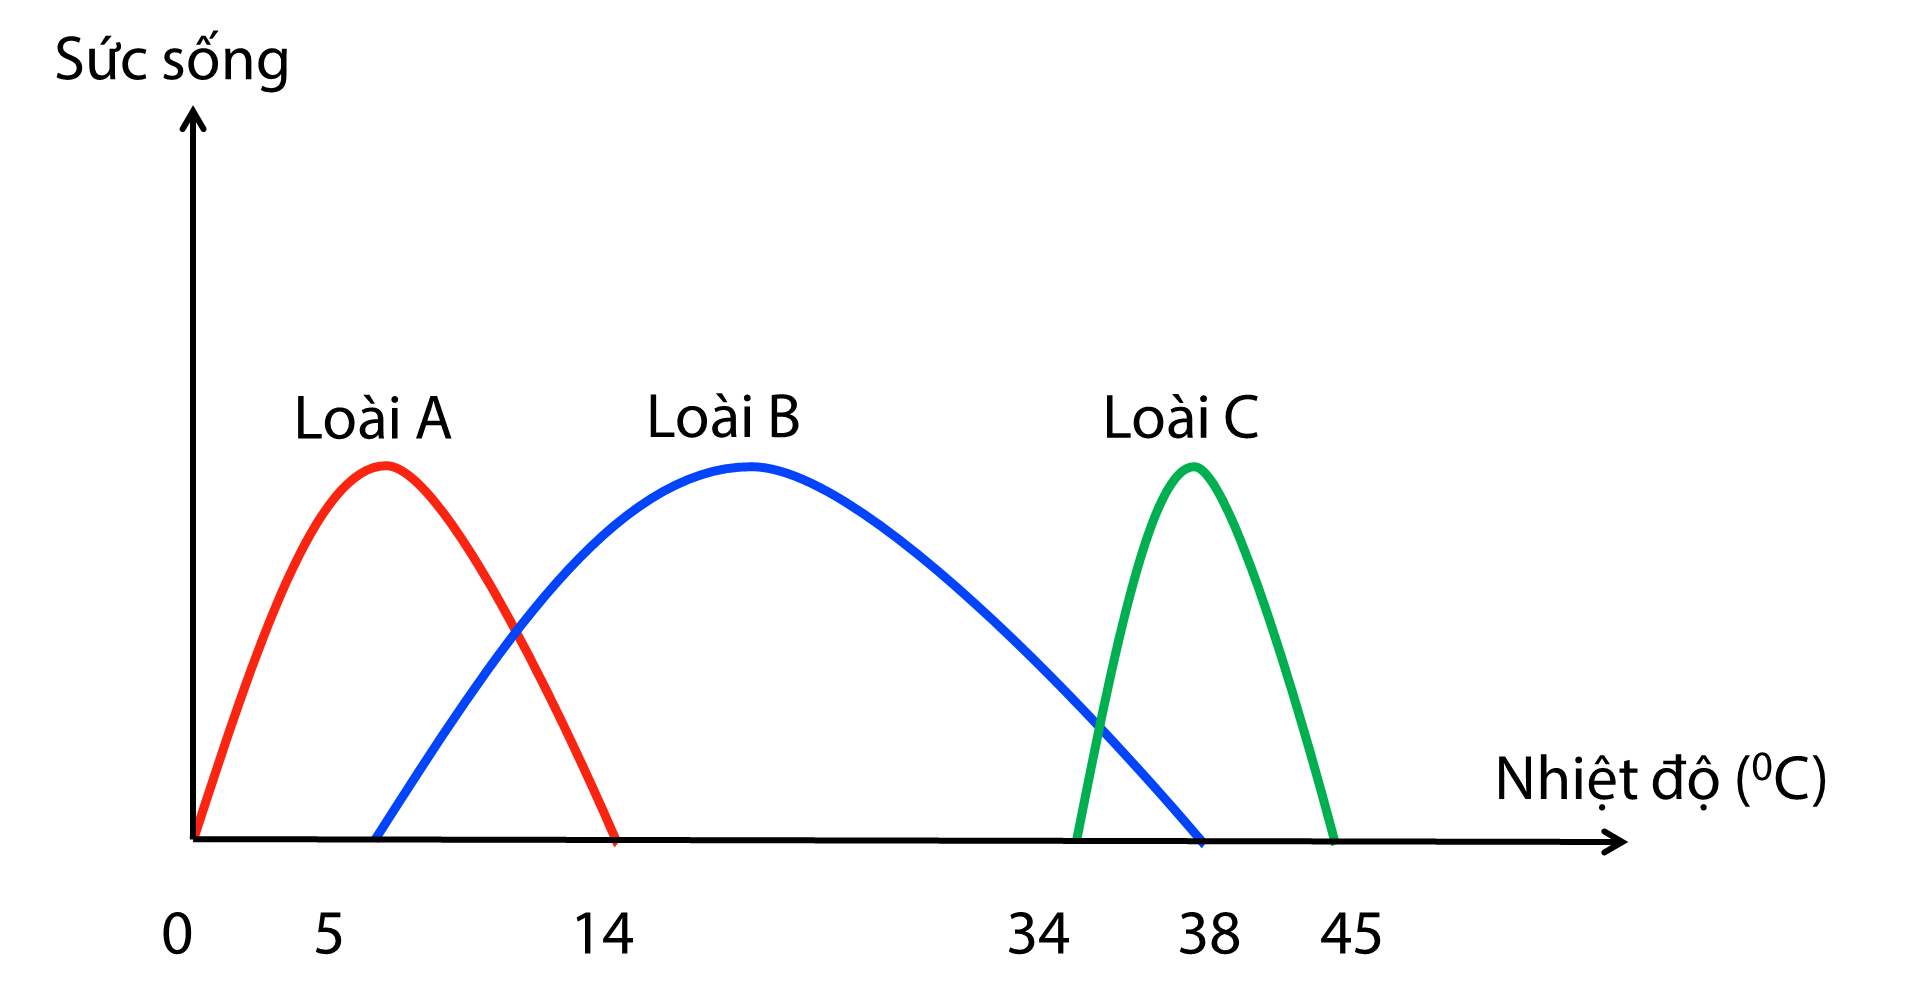 Sức sống
Loài A
Loài B
Loài C
Nhiệt độ (⁰C)
0 5 14 34 38 45